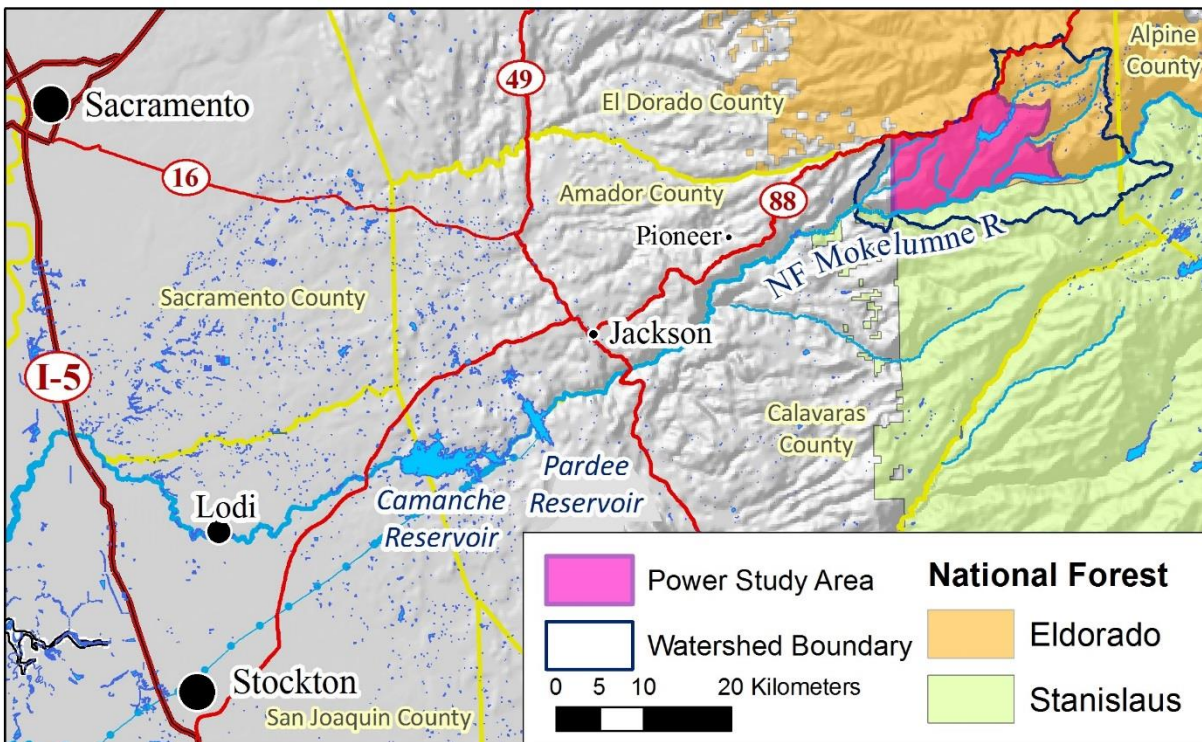 Alpine
County
49
Sacramento
El Dorado County
16
Amador County
88
Pioneer
NF Mokelumne R
Sacramento County
Jackson
I-5
Calavaras
County
Pardee
Reservoir
Camanche
Reservoir
Lodi
Stockton
San Joaquin County
Power Study Area
Watershed Boundary
0 5 10 20 Kilometers
National Forest
Eldorado
Stanislaus